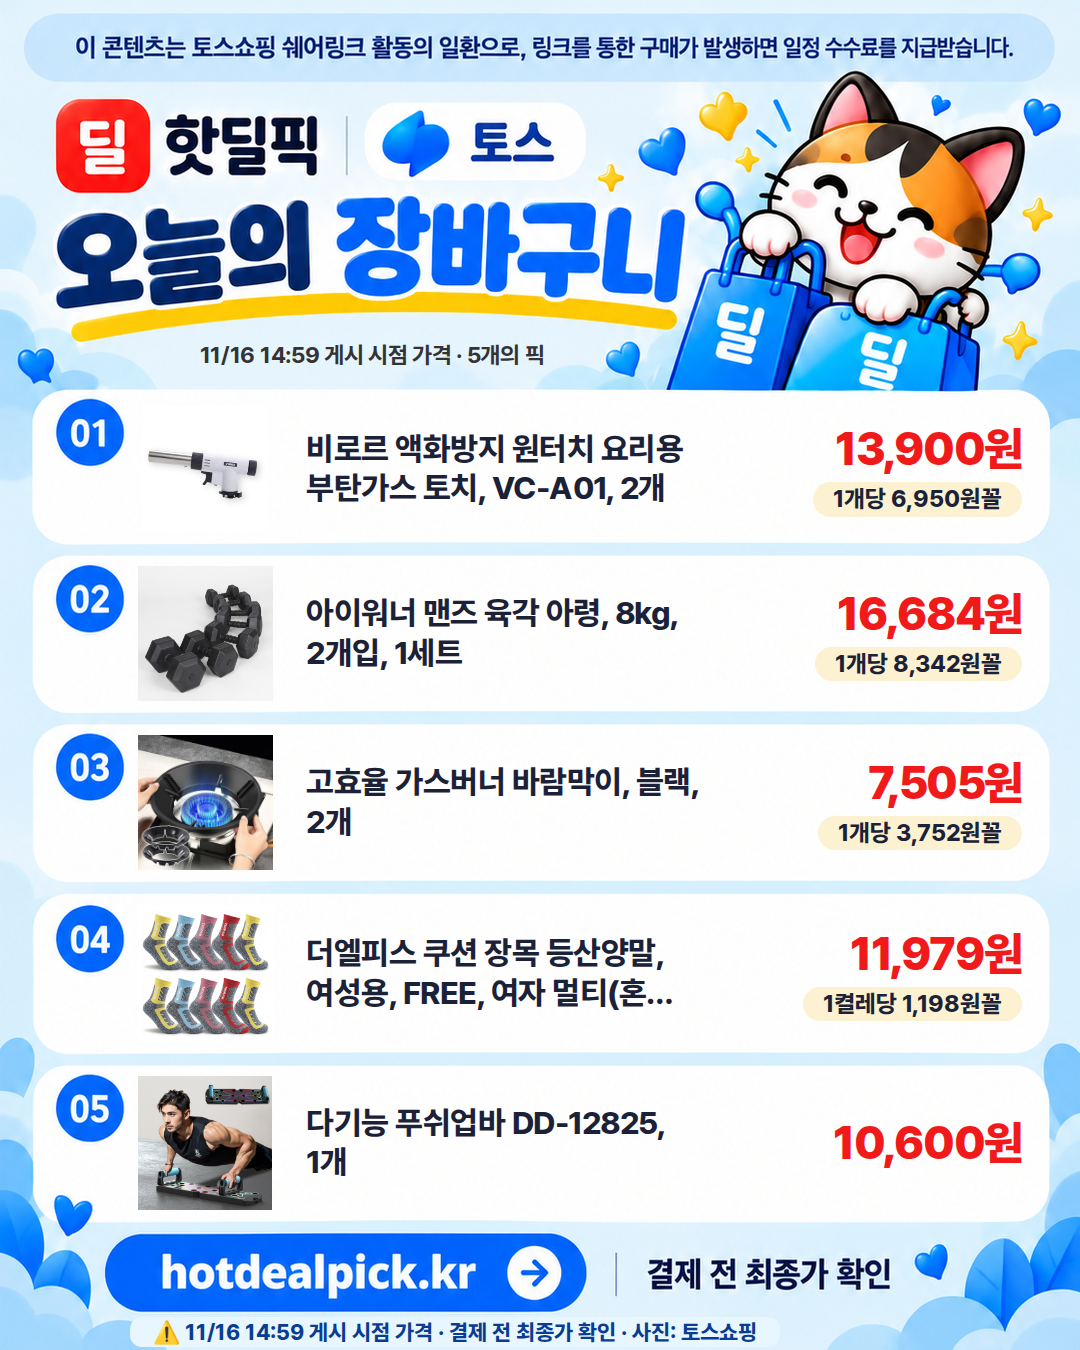 이 콘텐츠는 토스쇼핑 쉐어링크 활동의 일환으로, 링크를 통한 구매가 발생하면 일정 수수료를 지급받습니다.
딜 핫딜픽 토스
오늘의 장바구니
딜
딜
11/16 14:59 게시 시점 가격 · 5개의 픽
01
비로르 액화방지 원터치 요리용
부탄가스 토치, VC-A01, 2개
13,900원
1개당 6,950원꼴
02
아이워너 맨즈 육각 아령, 8kg,
2개입, 1세트
16,684원
1개당 8,342원꼴
03
고효율 가스버너 바람막이, 블랙,
2개
7,505원
1개당 3,752원꼴
04
더엘피스 쿠션 장목 등산양말,
여성용, FREE, 여자 멀티(혼...
11,979원
1켤레당 1,198원꼴
05
다기능 푸쉬업바 DD-12825,
1개
10,600원
hotdealpick.kr
결제 전 최종가 확인
⚠️ 11/16 14:59 게시 시점 가격 · 결제 전 최종가 확인 · 사진: 토스쇼핑